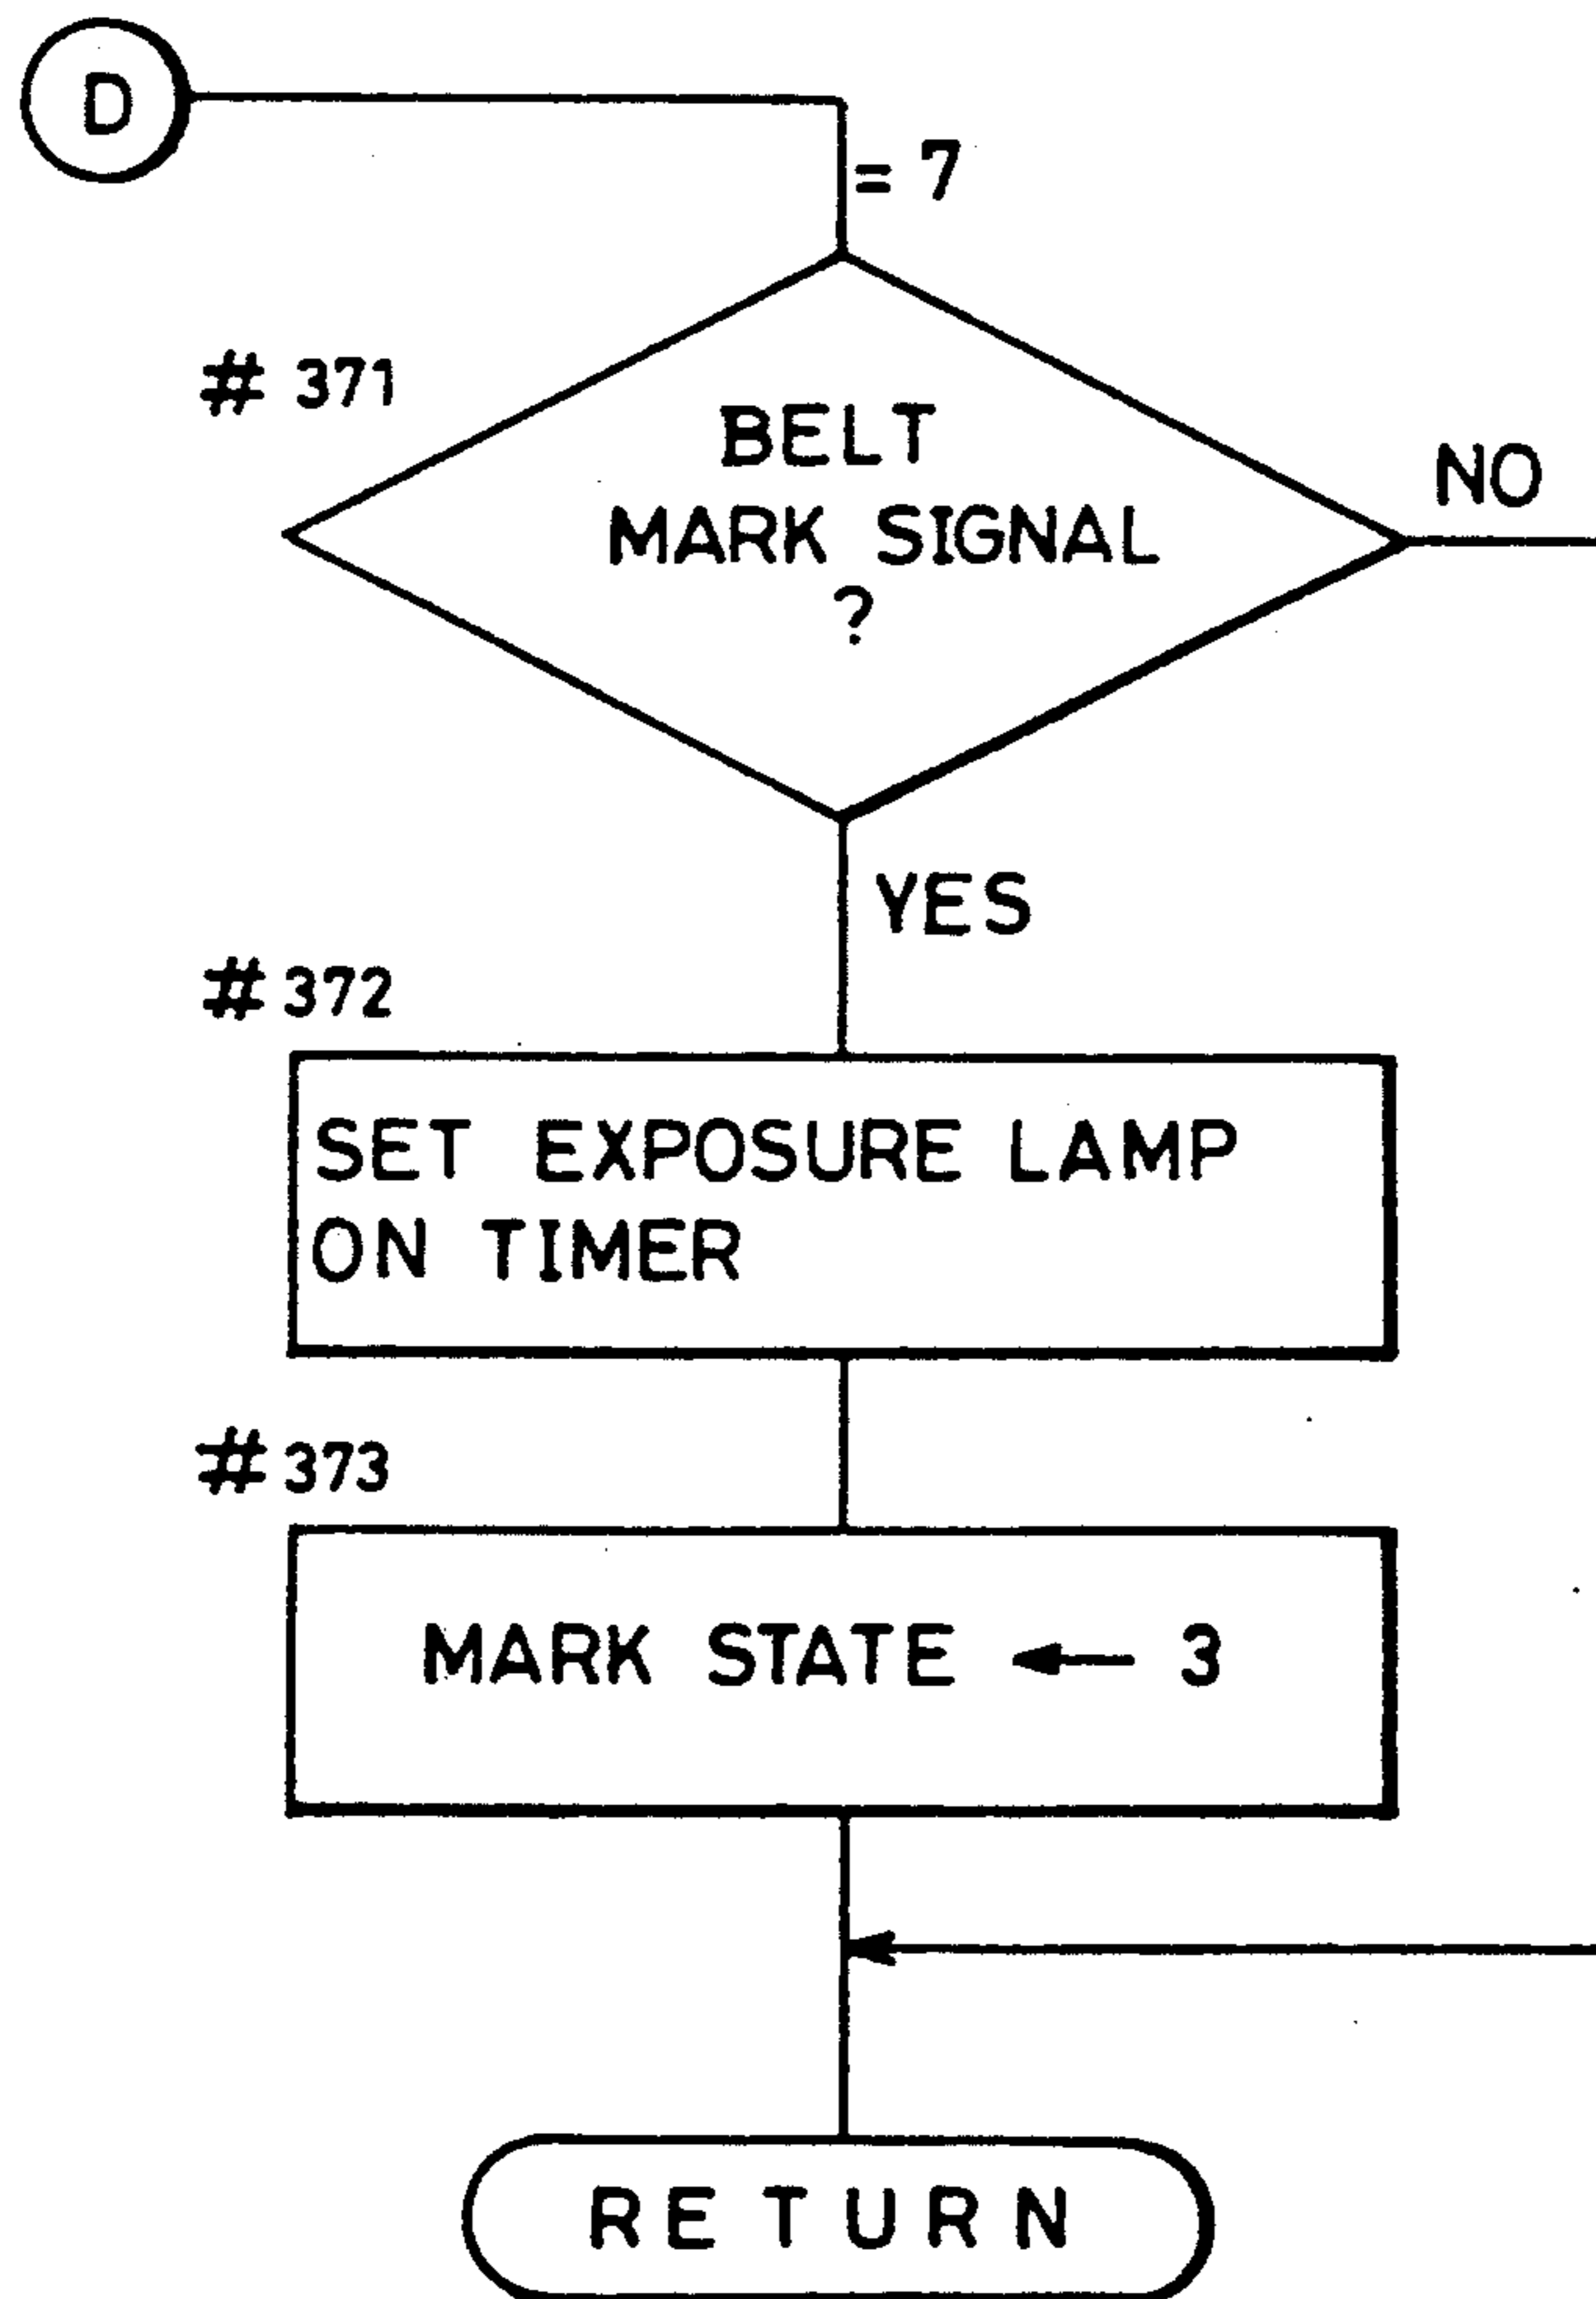 D
= 7
# 371
BELT
MARK SIGNAL
?
NO
YES
# 372
SET EXPOSURE LAMP
ON TIMER
# 373
MARK STATE ← 3
RETURN